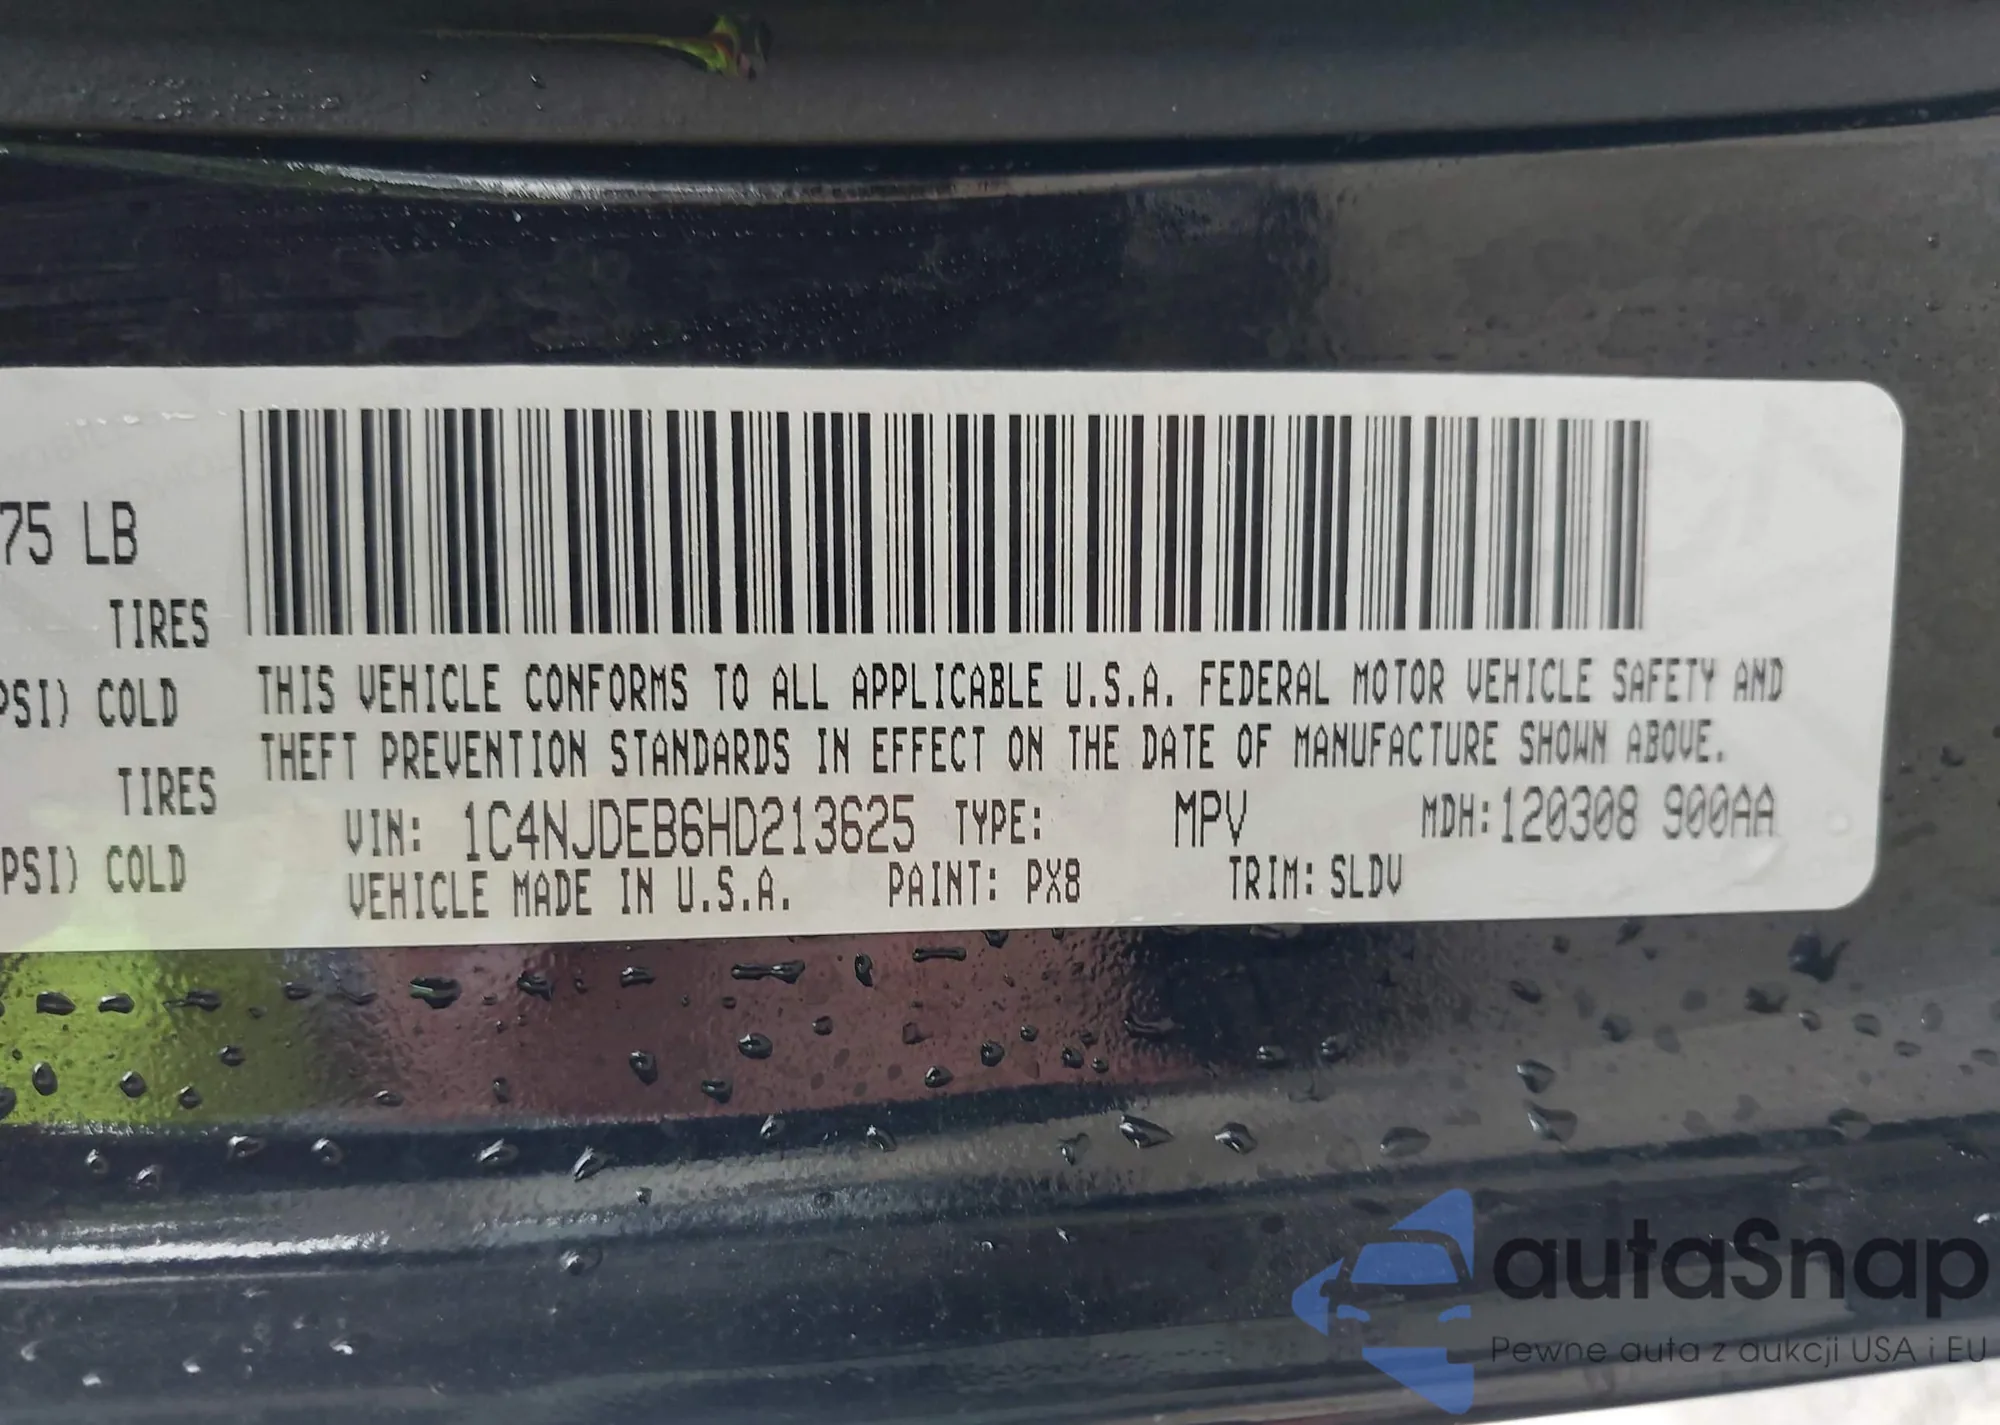 75 LB
TIRES
PSI) COLD
TIRES
PSI) COLD
THIS VEHICLE CONFORMS TO ALL APPLICABLE U.S.A. FEDERAL MOTOR VEHICLE SAFETY AND
THEFT PREVENTION STANDARDS IN EFFECT ON THE DATE OF MANUFACTURE SHOWN ABOVE.
VIN: 1C4NJDEB6HD213625 TYPE: MPV MDH:120308 900AA
VEHICLE MADE IN U.S.A. PAINT: PX8 TRIM: SLDV
autaSnap
Pewne auta z aukcji USA i EU